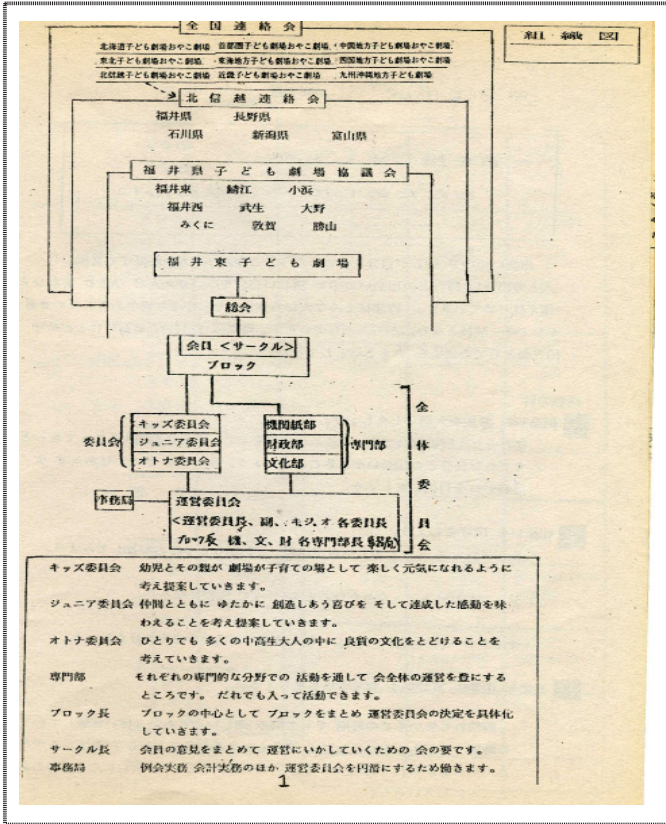 組織図
全国連絡会
北海道子ども劇場おやこ劇場 首都圏子ども劇場おやこ劇場 ・中国地方子ども劇場おやこ劇場
東北子ども劇場おやこ劇場 ・東海地方子ども劇場おやこ劇場 四国地方子ども劇場おやこ劇場
北信越子ども劇場おやこ劇場 近畿子ども劇場おやこ劇場 ・九州沖縄地方子ども劇場
北信越連絡会
福井県 長野県
石川県 新潟県 富山県
福井県子ども劇場協議会
福井東 鯖江 小浜
福井西 武生 大野
みくに 敦賀 勝山
福井東子ども劇場
総会
会員<サークル>
ブロック
委員会
キッズ委員会
ジュニア委員会
オトナ委員会
機関紙部
財政部
文化部
専門部
全体委員会
事務局
運営委員会
<運営委員長、副、キ、ジ、オ 各委員長
ブロック長 機、文、財 各専門部長
キッズ委員会 幼児とその親が 劇場が子育ての場として 楽しく元気になれるように
考え提案していきます。
ジュニア委員会 仲間とともに ゆたかに 創造しあう喜びを そして達成した感動を味
わえることを考え提案していきます。
オトナ委員会 ひとりでも 多くの中高生大人の中に 良質の文化をとどけることを
考えていきます。
専門部 それぞれの専門的な分野での 活動を通して 会全体の運営を豊にする
ところです。 だれでも入って活動できます。
ブロック長 ブロックの中心として ブロックをまとめ 運営委員会の決定を具体化
していきます。
サークル長 会員の意見をまとめて 運営にいかしていくための 会の要です。
事務局 例会実務 会計実務のほか 運営委員会を円滑にするため働きます。
1